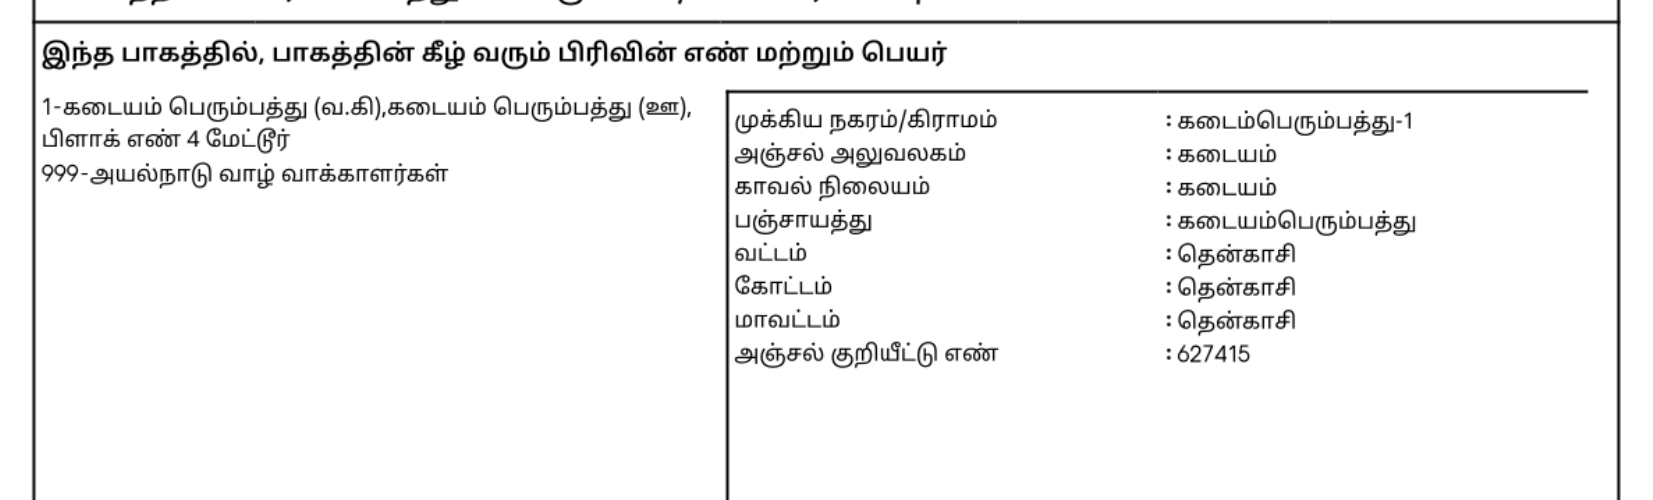 இந்த பாகத்தில், பாகத்தின் கீழ் வரும் பிரிவின் எண் மற்றும் பெயர்
1-கடையம் பெரும்பத்து (வ.கி),கடையம் பெரும்பத்து (ஊ),
பிளாக் எண் 4 மேட்டூர்
999-அயல்நாடு வாழ் வாக்காளர்கள்
முக்கிய நகரம்/கிராமம் : கடைம்பெரும்பத்து-1
அஞ்சல் அலுவலகம் : கடையம்
காவல் நிலையம் : கடையம்
பஞ்சாயத்து : கடையம்பெரும்பத்து
வட்டம் : தென்காசி
கோட்டம் : தென்காசி
மாவட்டம் : தென்காசி
அஞ்சல் குறியீட்டு எண் : 627415